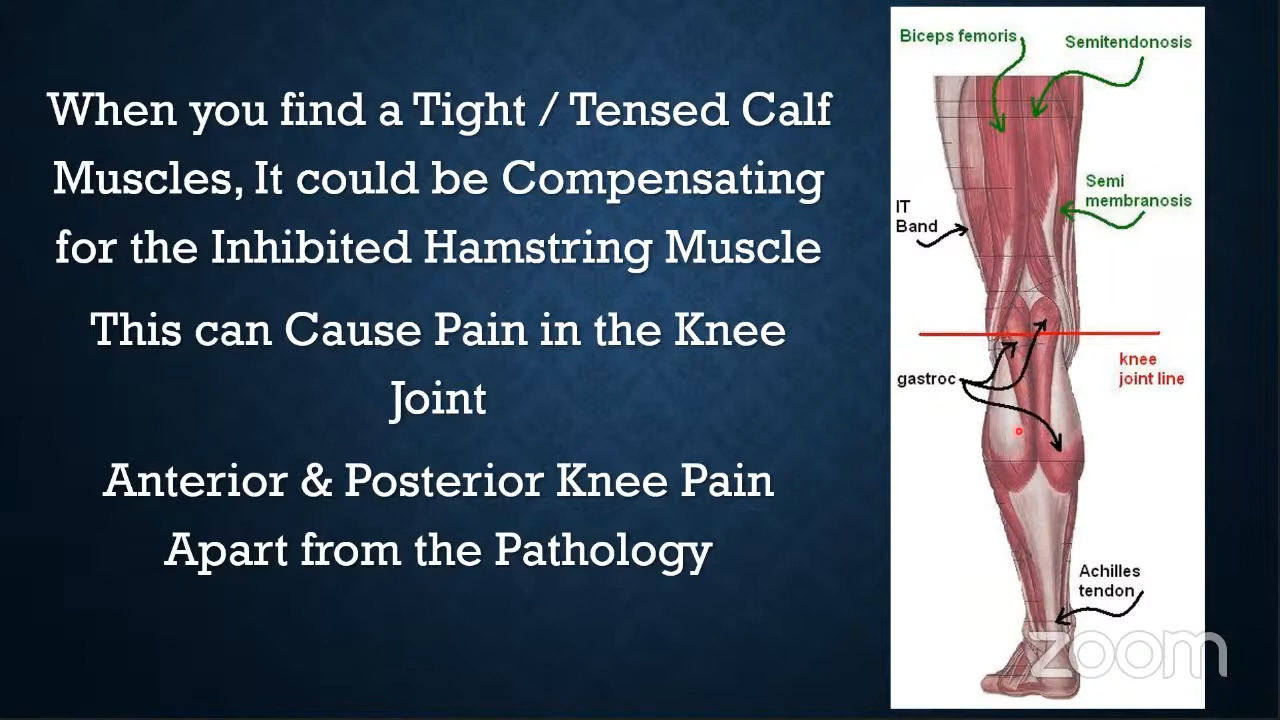 When you find a Tight / Tensed Calf
Muscles, It could be Compensating
for the Inhibited Hamstring Muscle
This can Cause Pain in the Knee
Joint
Anterior & Posterior Knee Pain
Apart from the Pathology
Biceps femoris
Semitendonosis
Semi
membranosis
IT
Band
knee
joint line
gastroc
Achilles
tendon
zoom